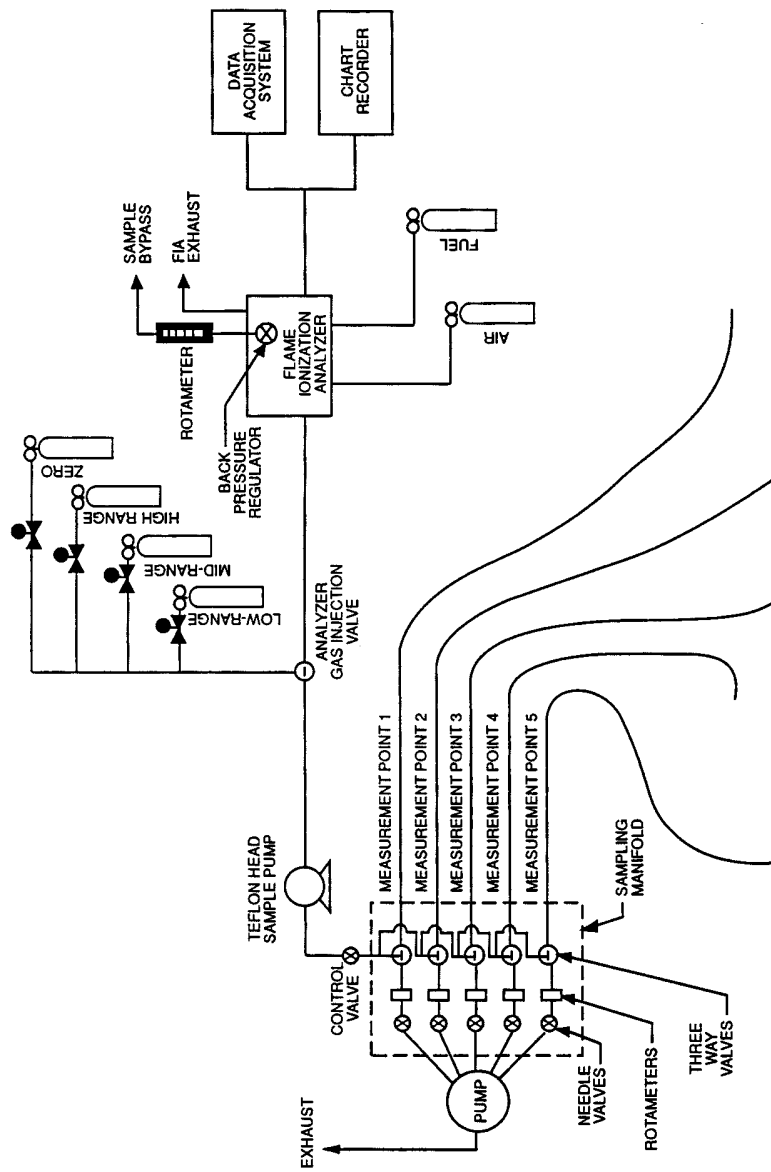 DATA
ACQUISITION
SYSTEM
CHART
RECORDER
SAMPLE
BYPASS
FIA
EXHAUST
ROTAMETER
FLAME
IONIZATION
ANALYZER
BACK
PRESSURE
REGULATOR
FUEL
AIR
ZERO
HIGH RANGE
MID-RANGE
LOW-RANGE
ANALYZER
GAS INJECTION
VALVE
TEFLON HEAD
SAMPLE PUMP
CONTROL
VALVE
MEASUREMENT POINT 1
MEASUREMENT POINT 2
MEASUREMENT POINT 3
MEASUREMENT POINT 4
MEASUREMENT POINT 5
SAMPLING
MANIFOLD
THREE
WAY
VALVES
ROTAMETERS
NEEDLE
VALVES
PUMP
EXHAUST